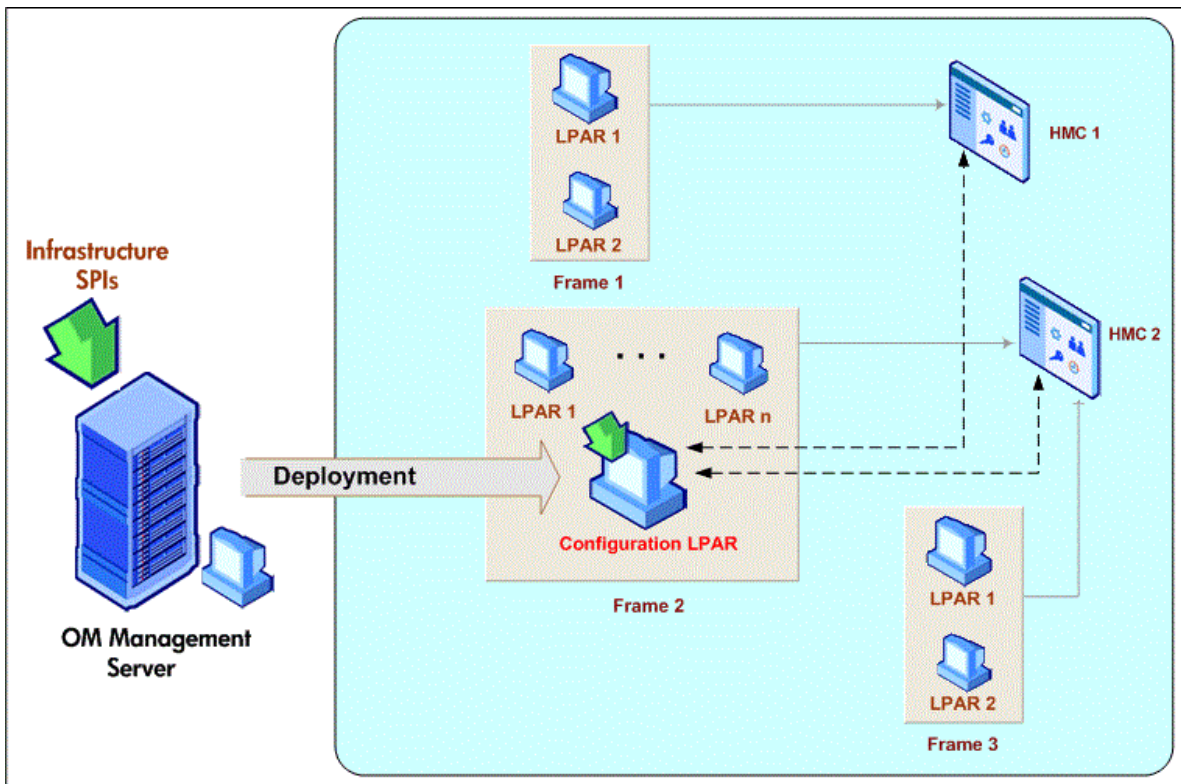 Infrastructure
SPIs
OM Management
Server
Deployment
LPAR 1
LPAR 2
Frame 1
HMC 1
LPAR 1
. . .
LPAR n
Configuration LPAR
Frame 2
HMC 2
LPAR 1
LPAR 2
Frame 3